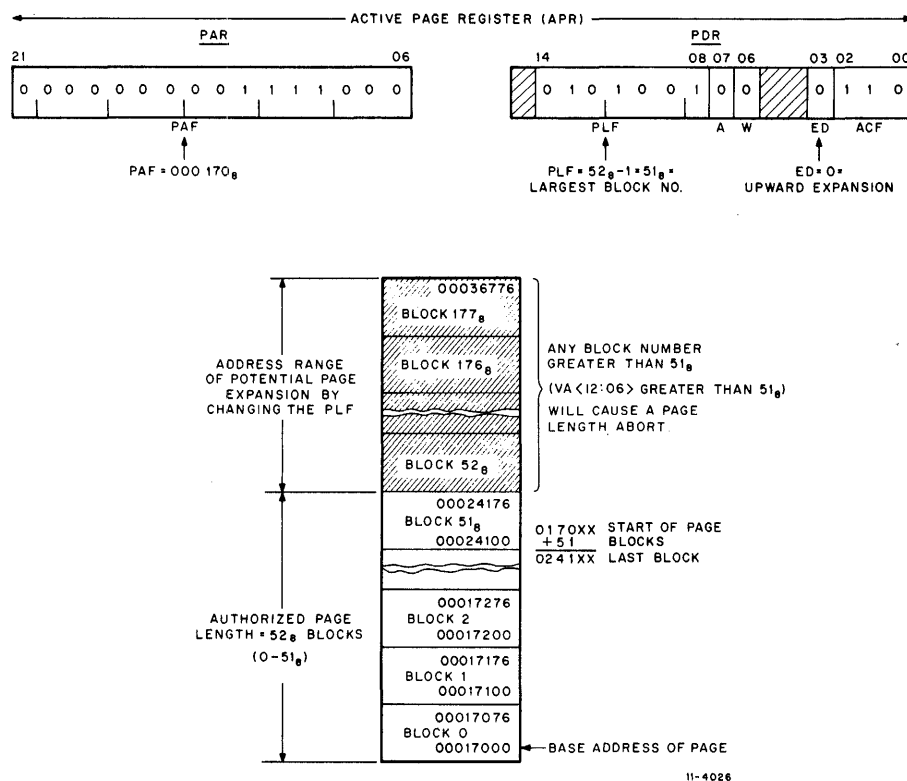 ACTIVE PAGE REGISTER (APR)
PAR
PDR
21 06
14 08 07 06 03 02 00
0 0 0 0 0 0 0 0 0 1 1 1 1 0 0 0
0 1 0 1 0 0 1 0 0 0 1 1 0
PAF
PLF A W ED ACF
PAF = 000 170₈
PLF = 52₈-1 = 51₈ =
LARGEST BLOCK NO.
ED = 0 =
UPWARD EXPANSION
00036776
BLOCK 177₈
BLOCK 176₈
BLOCK 52₈
ADDRESS RANGE
OF POTENTIAL PAGE
EXPANSION BY
CHANGING THE PLF
ANY BLOCK NUMBER
GREATER THAN 51₈
(VA<12:06> GREATER THAN 51₈)
WILL CAUSE A PAGE
LENGTH ABORT.
00024176
BLOCK 51₈
00024100
0170XX START OF PAGE
+51 BLOCKS
0241XX LAST BLOCK
AUTHORIZED PAGE
LENGTH = 52₈ BLOCKS
(0-51₈)
00017276
BLOCK 2
00017200
00017176
BLOCK 1
00017100
00017076
BLOCK 0
00017000
BASE ADDRESS OF PAGE
11-4026